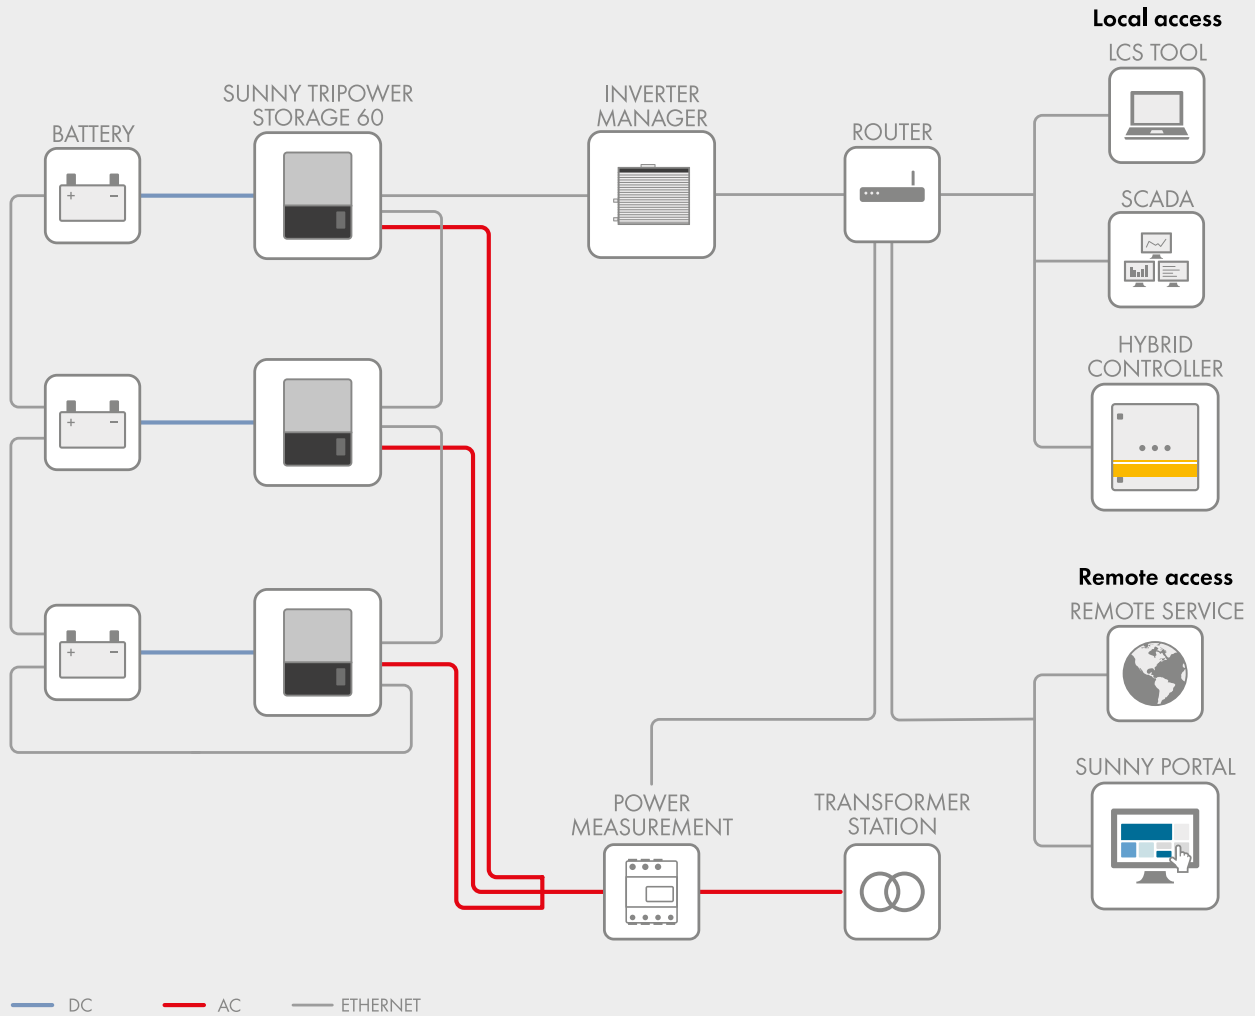 Local access
LCS TOOL
SUNNY TRIPOWER
STORAGE 60
INVERTER
MANAGER
BATTERY
ROUTER
SCADA
HYBRID
CONTROLLER
Remote access
REMOTE SERVICE
SUNNY PORTAL
POWER
MEASUREMENT
TRANSFORMER
STATION
DC
AC
ETHERNET